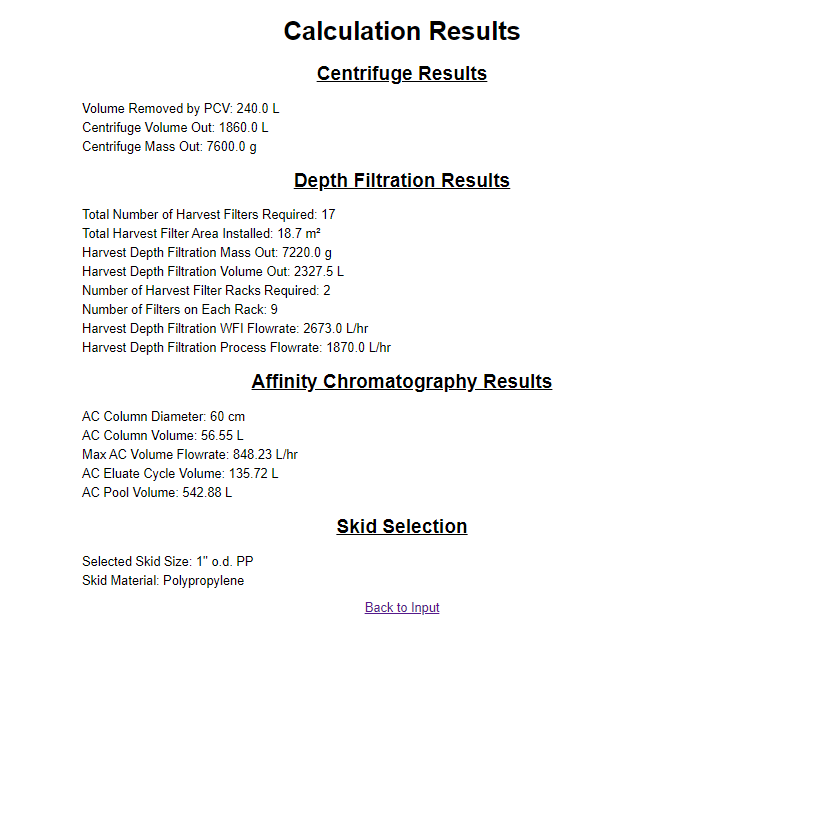 Calculation Results
Centrifuge Results
Volume Removed by PCV: 240.0 L
Centrifuge Volume Out: 1860.0 L
Centrifuge Mass Out: 7600.0 g
Depth Filtration Results
Total Number of Harvest Filters Required: 17
Total Harvest Filter Area Installed: 18.7 m²
Harvest Depth Filtration Mass Out: 7220.0 g
Harvest Depth Filtration Volume Out: 2327.5 L
Number of Harvest Filter Racks Required: 2
Number of Filters on Each Rack: 9
Harvest Depth Filtration WFI Flowrate: 2673.0 L/hr
Harvest Depth Filtration Process Flowrate: 1870.0 L/hr
Affinity Chromatography Results
AC Column Diameter: 60 cm
AC Column Volume: 56.55 L
Max AC Volume Flowrate: 848.23 L/hr
AC Eluate Cycle Volume: 135.72 L
AC Pool Volume: 542.88 L
Skid Selection
Selected Skid Size: 1" o.d. PP
Skid Material: Polypropylene
Back to Input